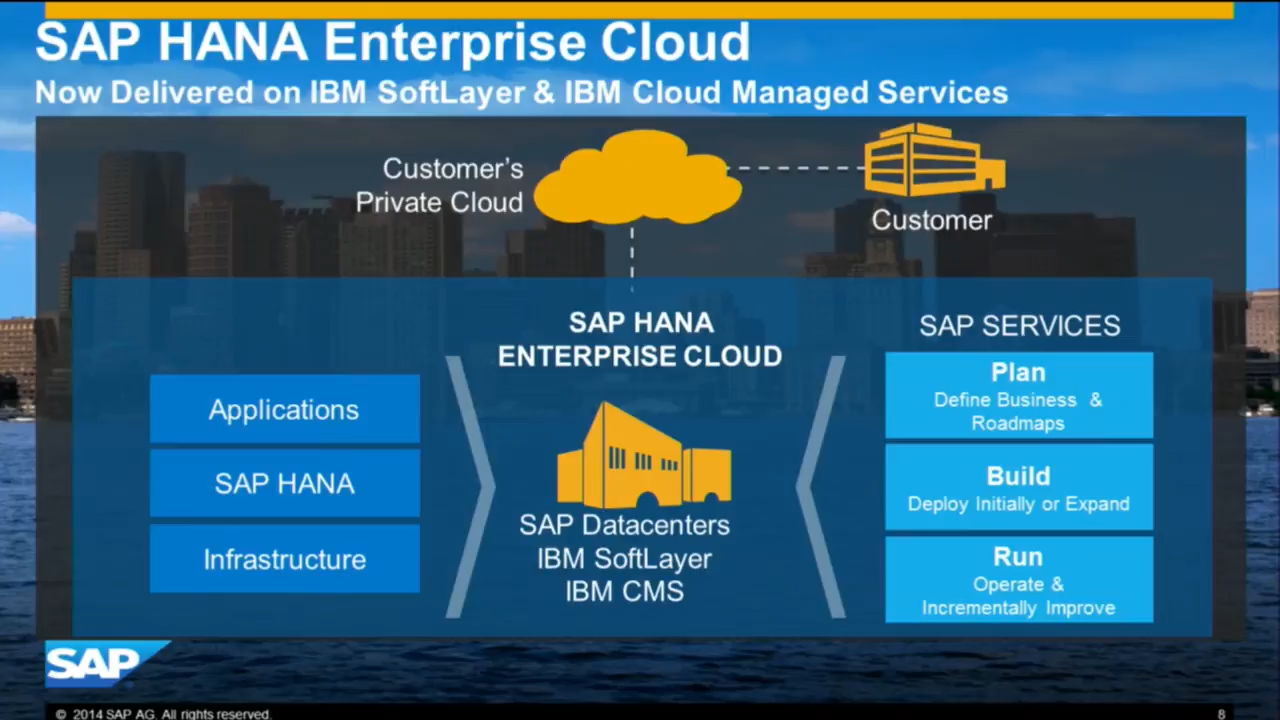 SAP HANA Enterprise Cloud
Now Delivered on IBM SoftLayer & IBM Cloud Managed Services
Customer’s
Private Cloud
Customer
SAP HANA
ENTERPRISE CLOUD
Applications
SAP HANA
Infrastructure
SAP Datacenters
IBM SoftLayer
IBM CMS
SAP SERVICES
Plan
Define Business &
Roadmaps
Build
Deploy Initially or Expand
Run
Operate &
Incrementally Improve
SAP
© 2014 SAP AG. All rights reserved.
8